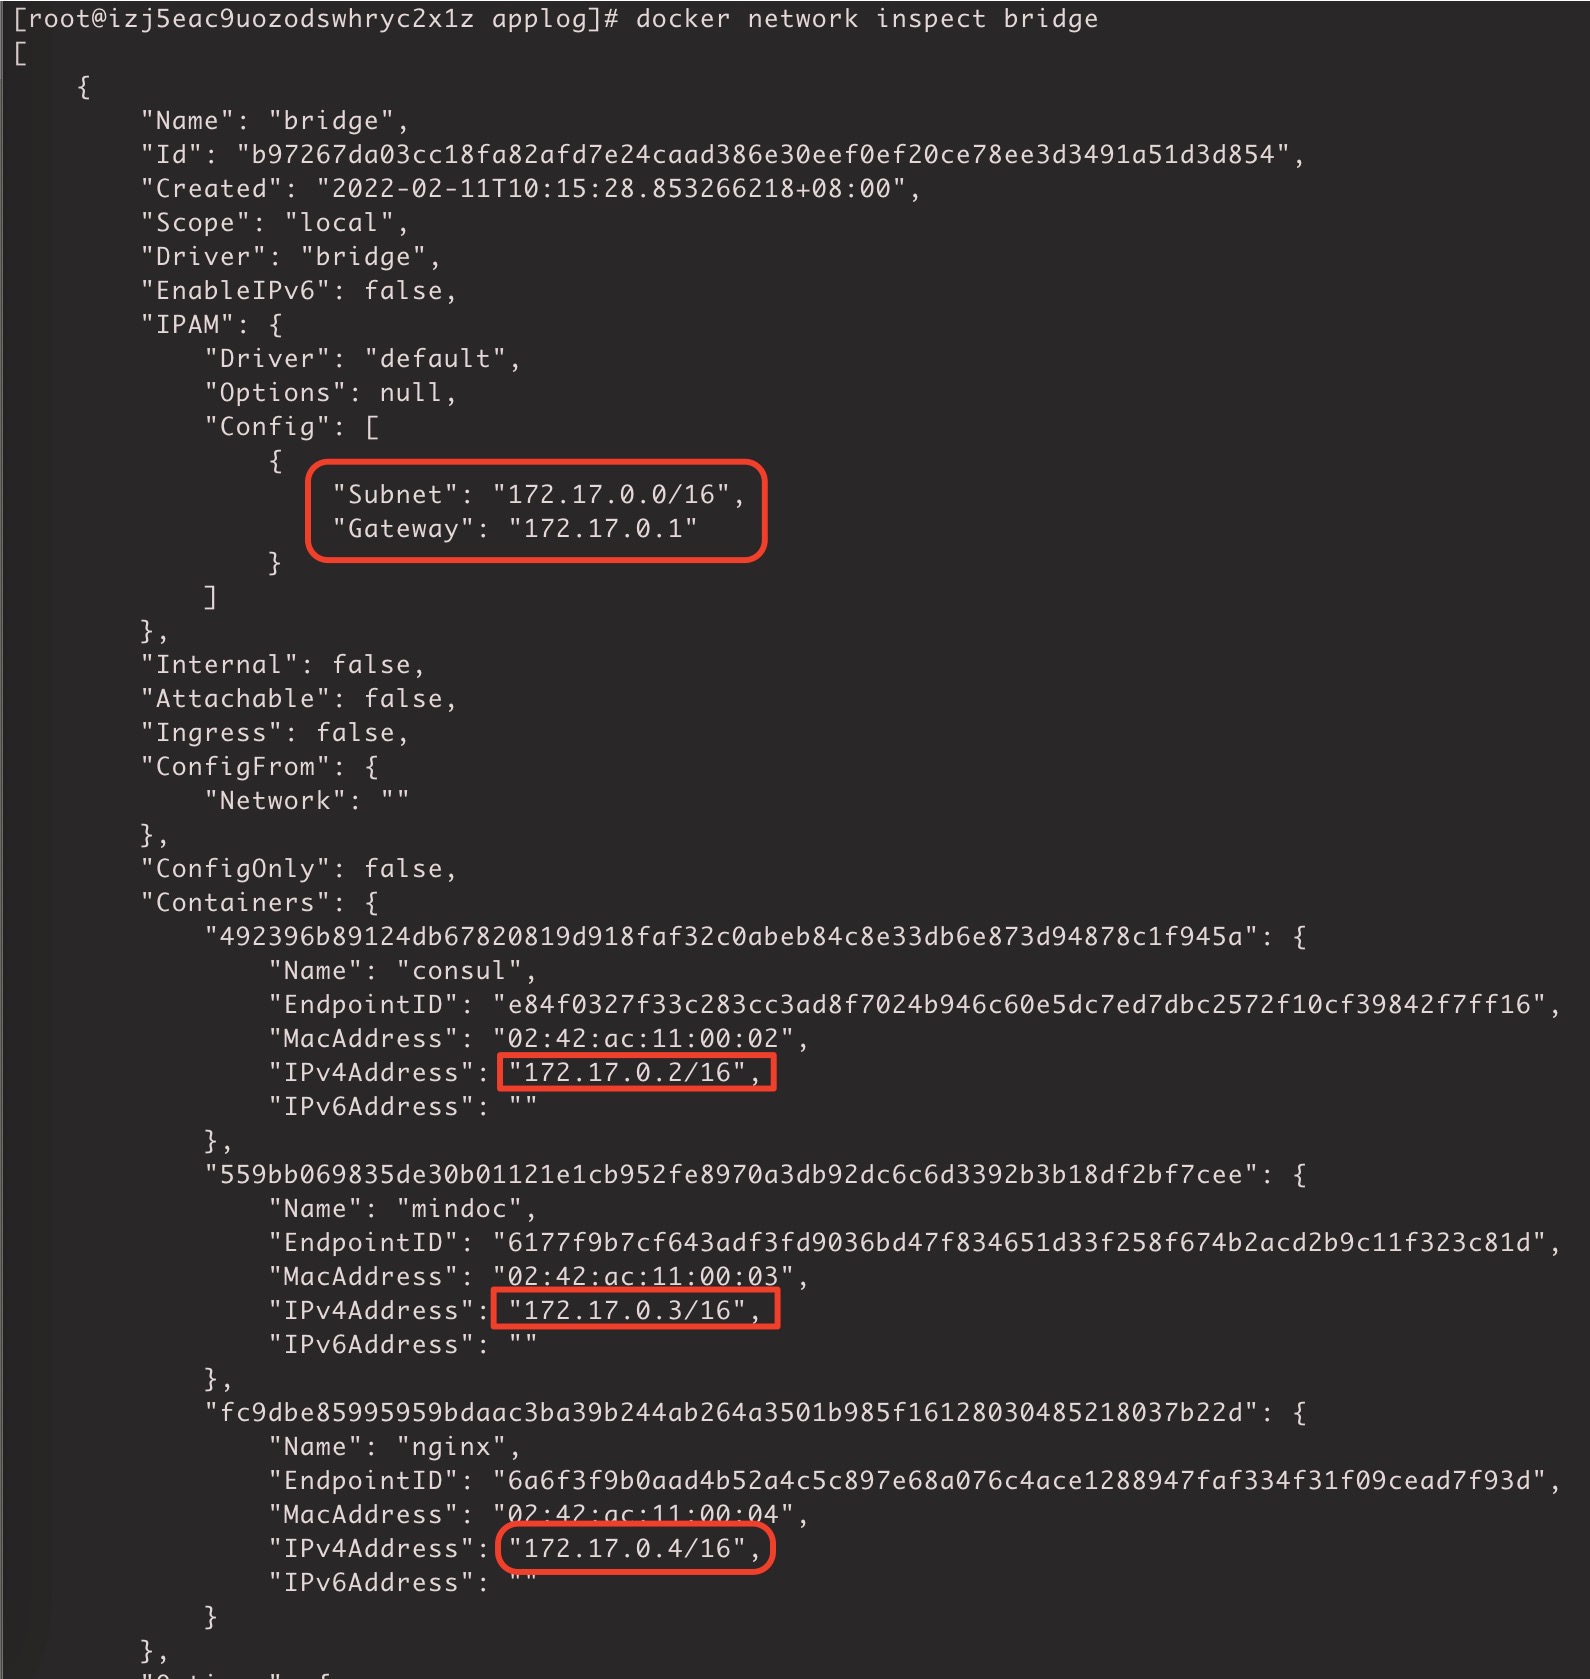 [root@izj5eac9uozodswhryc2x1z applog]# docker network inspect bridge
[
    {
        "Name": "bridge",
        "Id": "b97267da03cc18fa82afd7e24caad386e30eef0ef20ce78ee3d3491a51d3d854",
        "Created": "2022-02-11T10:15:28.853266218+08:00",
        "Scope": "local",
        "Driver": "bridge",
        "EnableIPv6": false,
        "IPAM": {
            "Driver": "default",
            "Options": null,
            "Config": [
                {
                    "Subnet": "172.17.0.0/16",
                    "Gateway": "172.17.0.1"
                }
            ]
        },
        "Internal": false,
        "Attachable": false,
        "Ingress": false,
        "ConfigFrom": {
            "Network": ""
        },
        "ConfigOnly": false,
        "Containers": {
            "492396b89124db67820819d918faf32c0abeb84c8e33db6e873d94878c1f945a": {
                "Name": "consul",
                "EndpointID": "e84f0327f33c283cc3ad8f7024b946c60e5dc7ed7dbc2572f10cf39842f7ff16",
                "MacAddress": "02:42:ac:11:00:02",
                "IPv4Address": "172.17.0.2/16",
                "IPv6Address": ""
            },
            "559bb069835de30b01121e1cb952fe8970a3db92dc6c6d3392b3b18df2bf7cee": {
                "Name": "mindoc",
                "EndpointID": "6177f9b7cf643adf3fd9036bd47f834651d33f258f674b2acd2b9c11f323c81d",
                "MacAddress": "02:42:ac:11:00:03",
                "IPv4Address": "172.17.0.3/16",
                "IPv6Address": ""
            },
            "fc9dbe85995959bdaac3ba39b244ab264a3501b985f16128030485218037b22d": {
                "Name": "nginx",
                "EndpointID": "6a6f3f9b0aad4b52a4c5c897e68a076c4ace1288947faf334f31f09cead7f93d",
                "MacAddress": "02:42:ac:11:00:04",
                "IPv4Address": "172.17.0.4/16",
                "IPv6Address": ""
            }
        },